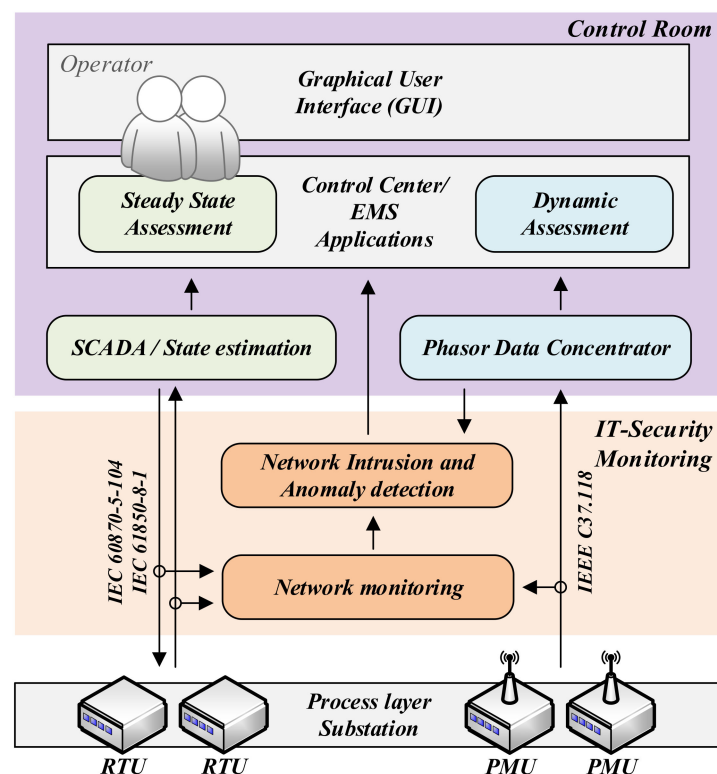 Control Room
Operator
Graphical User
Interface (GUI)
Steady State
Assessment
Control Center/
EMS
Applications
Dynamic
Assessment
SCADA / State estimation
Phasor Data Concentrator
IT-Security
Monitoring
Network Intrusion and
Anomaly detection
IEC 60870-5-104
IEC 61850-8-1
IEEE C37.118
Network monitoring
Process layer
Substation
RTU
RTU
PMU
PMU